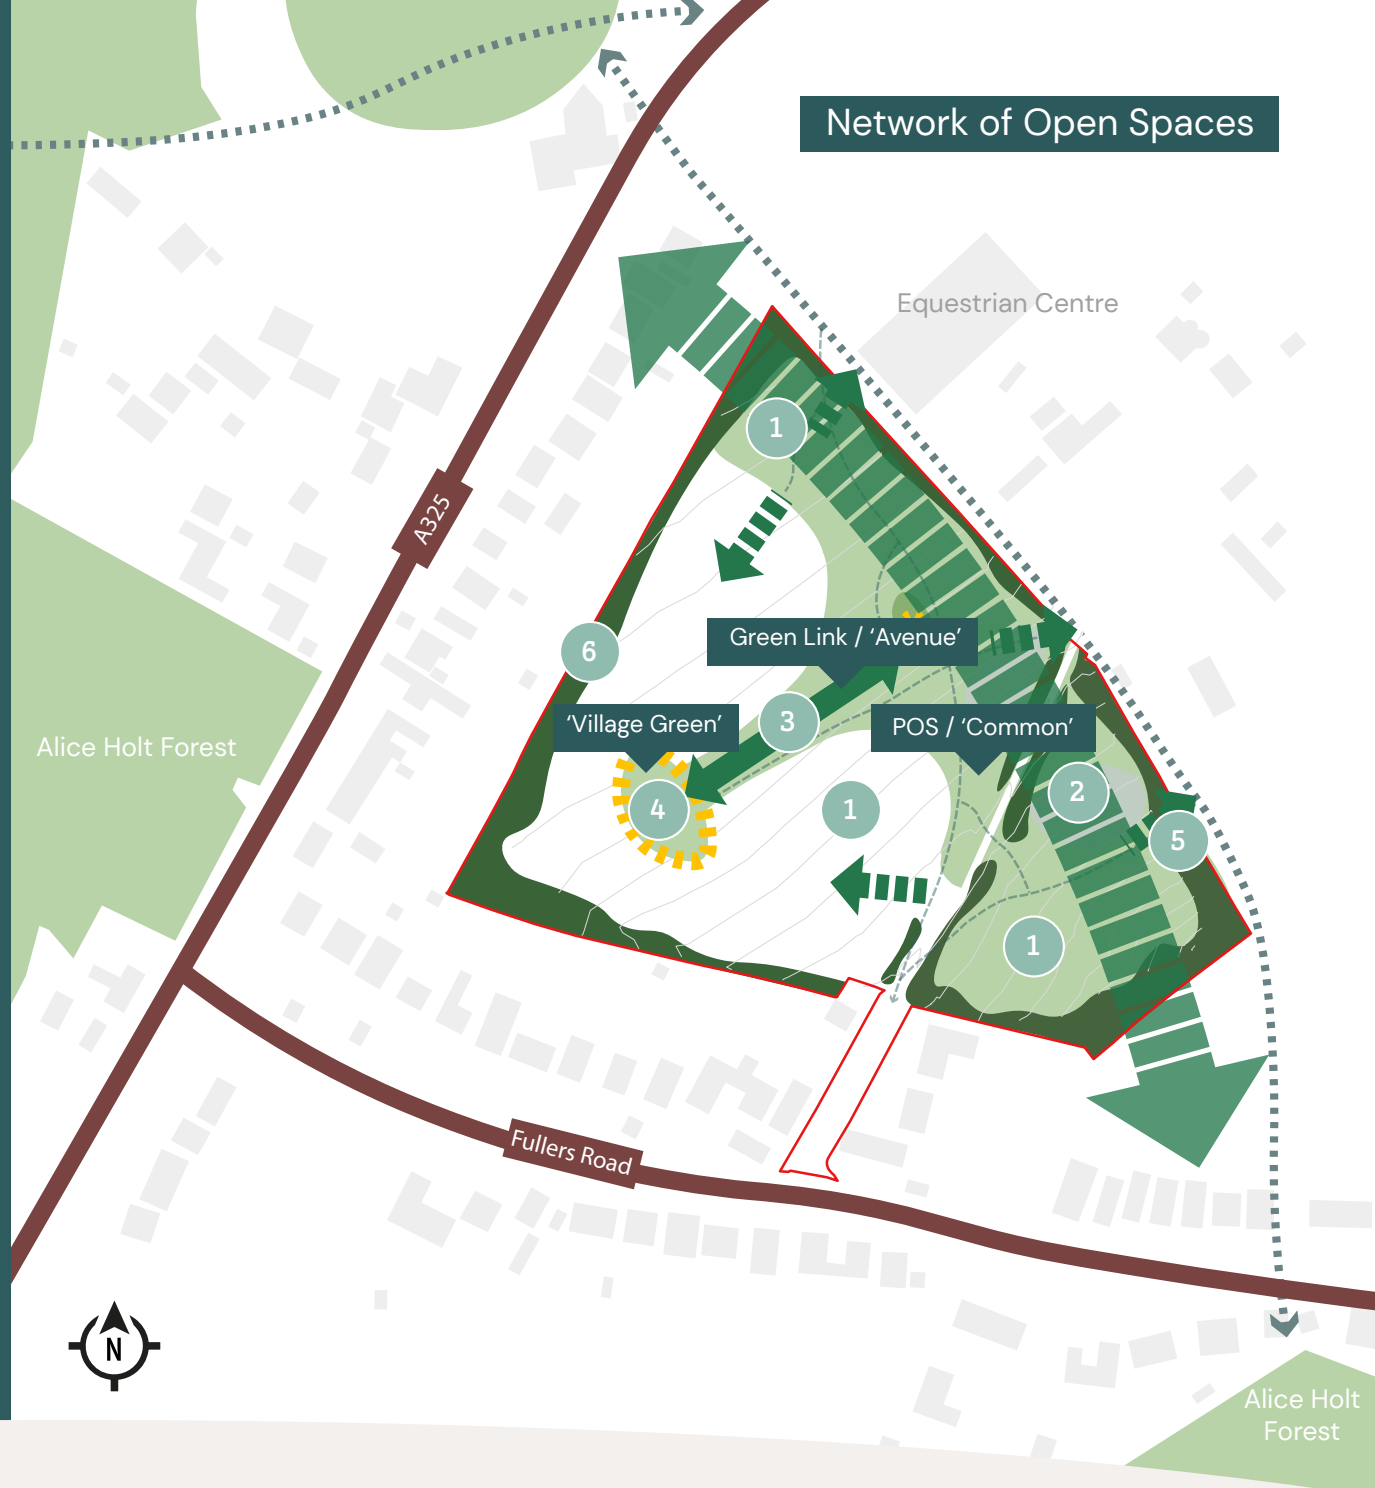 Network of Open Spaces
Equestrian Centre
1
A325
Green Link / ‘Avenue’
6
‘Village Green’
3
POS / ‘Common’
Alice Holt Forest
2
4
1
5
1
Fullers Road
N
Alice Holt
Forest